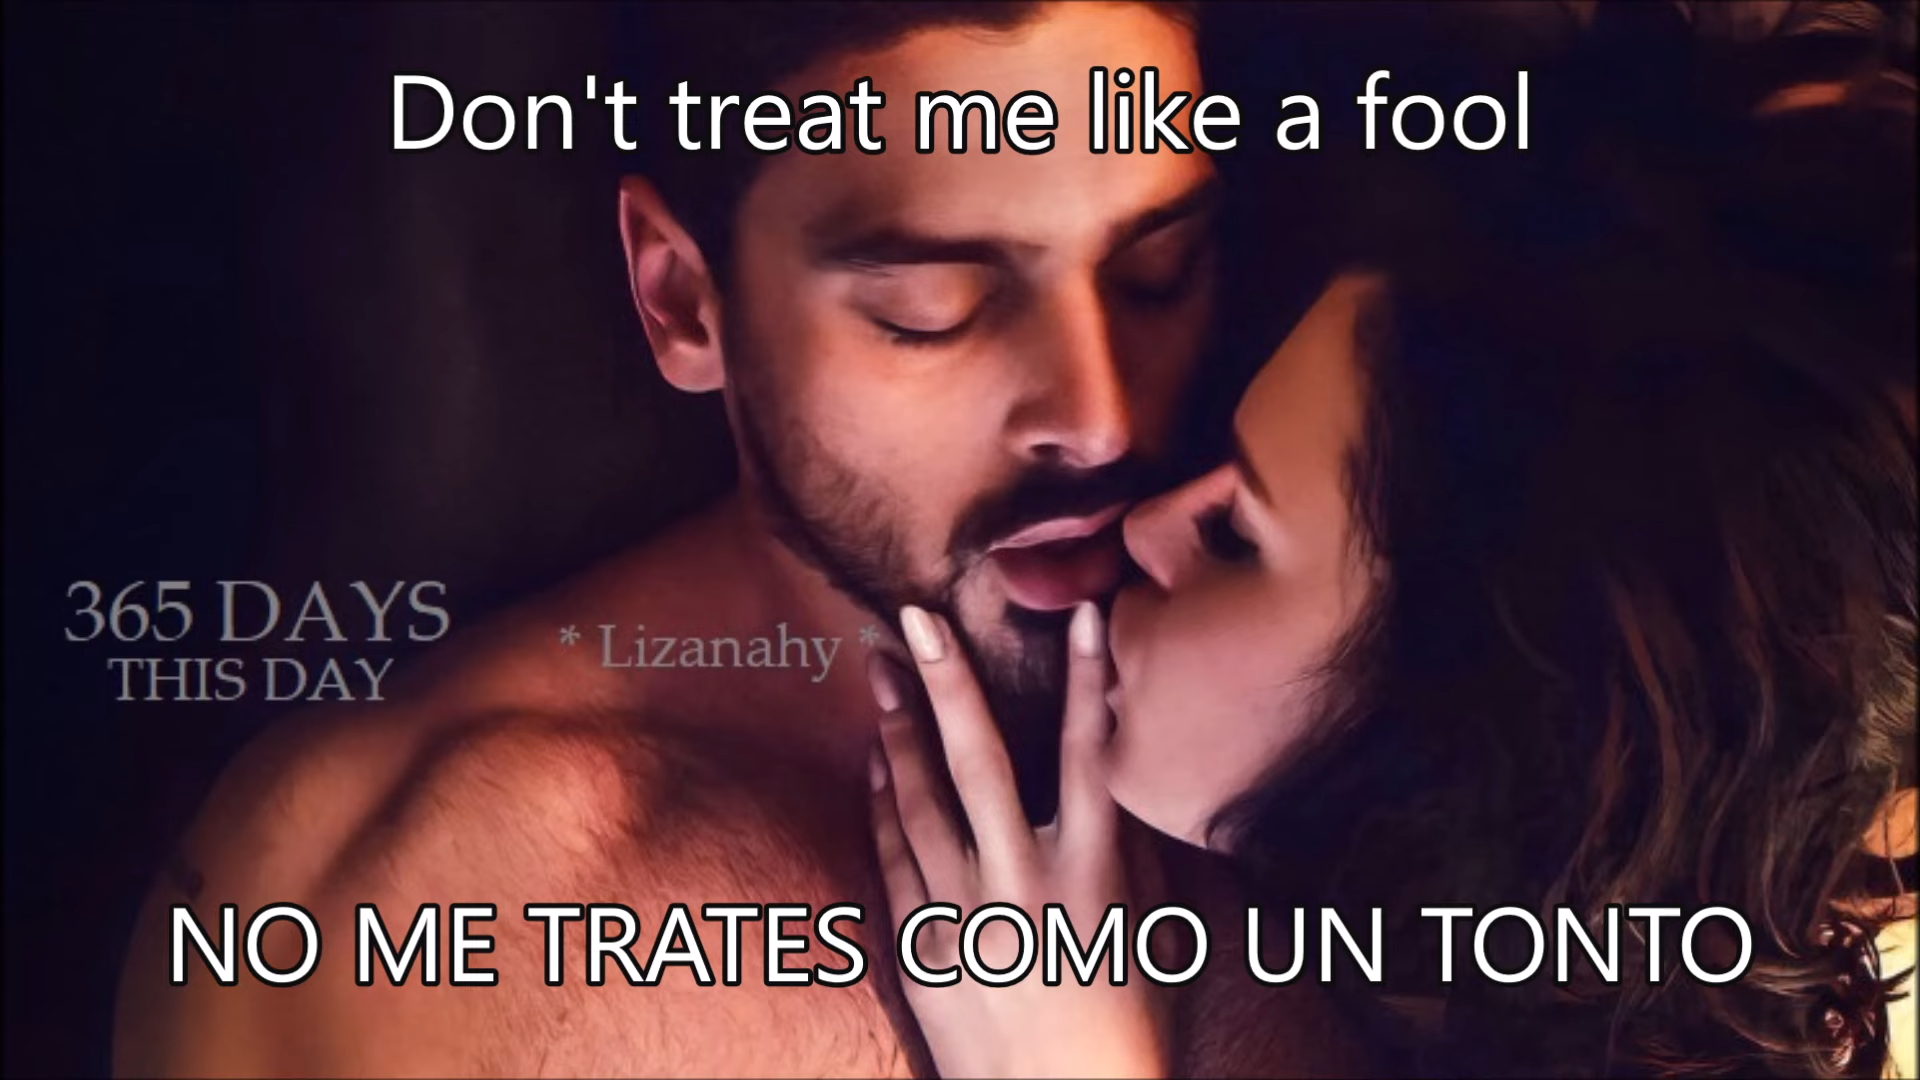 Don't treat me like a fool
365 DAYS
THIS DAY
* Lizanahy *
NO ME TRATES COMO UN TONTO